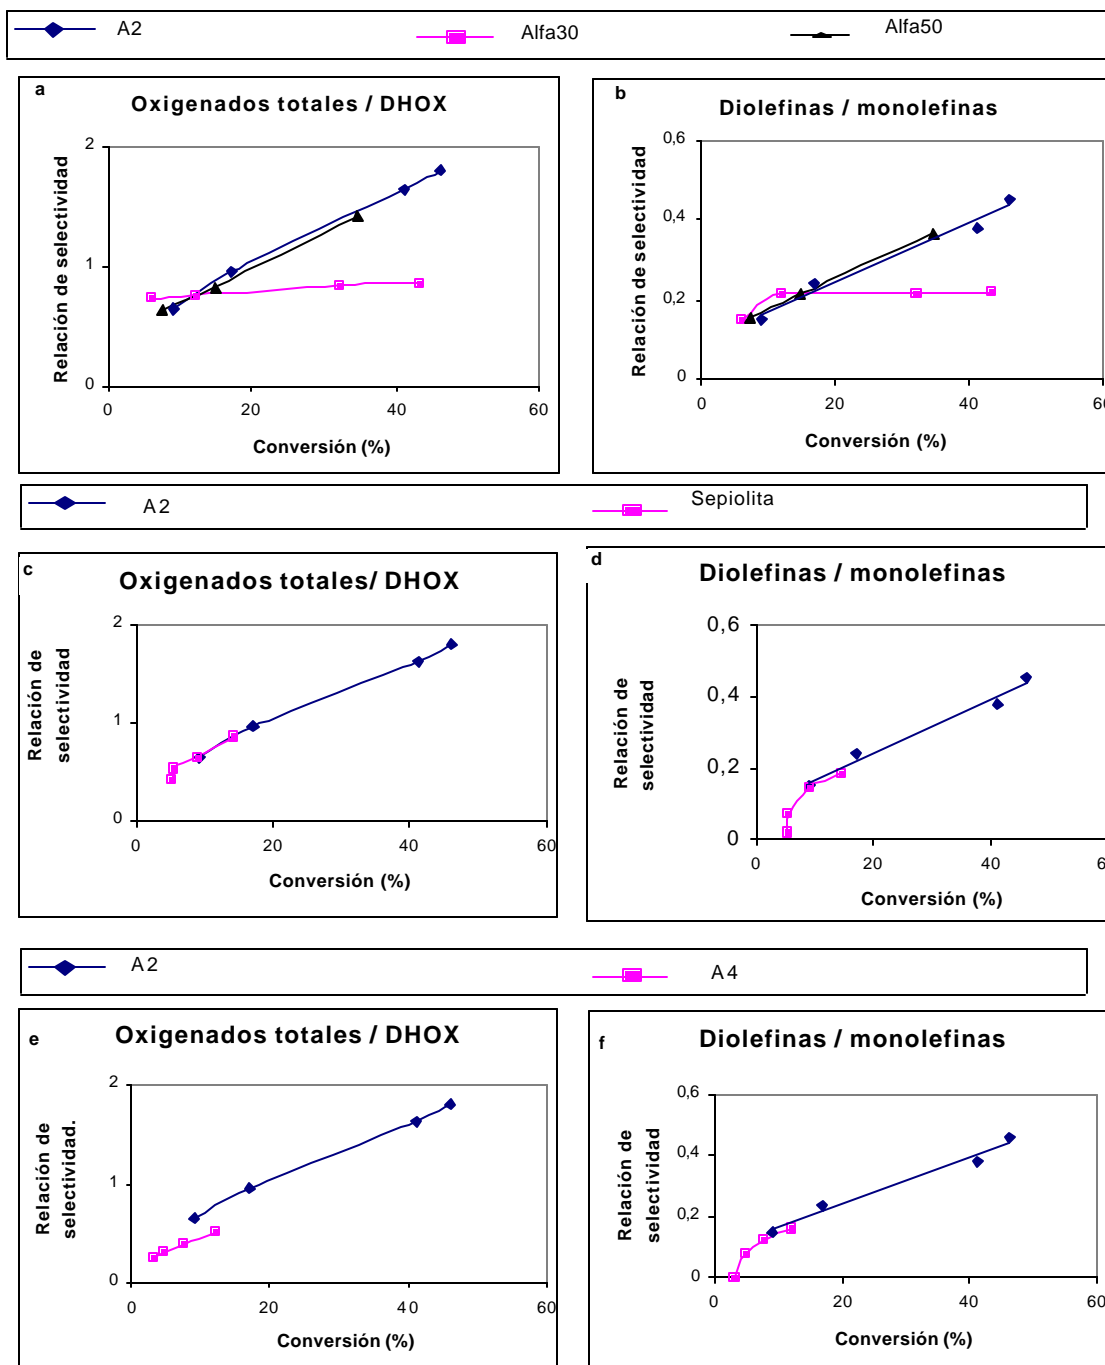 A2 Alfa30 Alfa50
a
Oxigenados totales / DHOX
Relación de selectividad
2
1
0
0 20 40 60
Conversión (%)
b
Diolefinas / monolefinas
Relación de selectividad
0,6
0,4
0,2
0
0 20 40 60
Conversión (%)
A2 Sepiolita
c
Oxigenados totales/ DHOX
Relación de
selectividad
2
1
0
0 20 40 60
Conversión (%)
d
Diolefinas / monolefinas
Relación de
selectividad
0,6
0,4
0,2
0
0 20 40 60
Conversión (%)
A2 A4
e
Oxigenados totales / DHOX
Relación de
selectividad.
2
1
0
0 20 40 60
Conversión (%)
f
Diolefinas / monolefinas
Relación de
selectividad
0,6
0,4
0,2
0
0 20 40 60
Conversión (%)